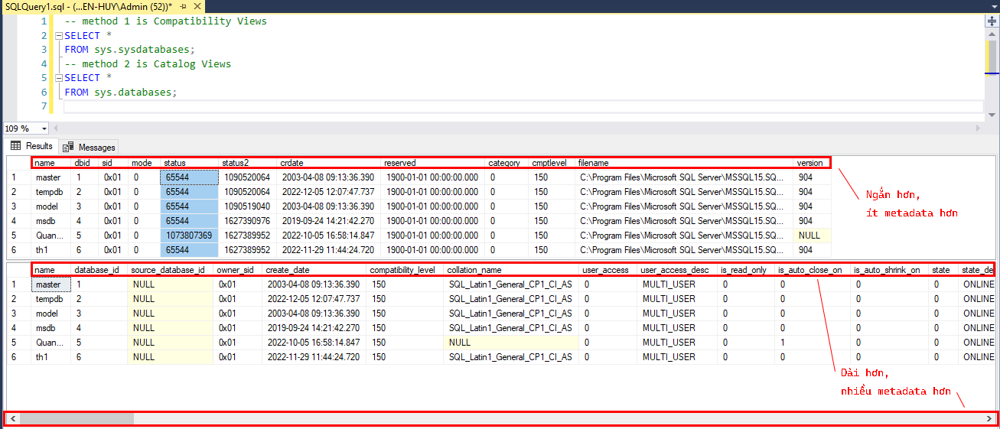 SQLQuery1.sql - (...EN-HUY\Admin (52))*
1 -- method 1 is Compatibility Views
2 SELECT *
3 FROM sys.sysdatabases;
4 -- method 2 is Catalog Views
5 SELECT *
6 FROM sys.databases;
7
109 %
Results Messages
name dbid sid mode status status2 crdate reserved category cmptlevel filename version
1 master 1 0x01 0 65544 1090520064 2003-04-08 09:13:36.390 1900-01-01 00:00:00.000 0 150 C:\Program Files\Microsoft SQL Server\MSSQL15.SQ... 904
2 tempdb 2 0x01 0 65544 1090520064 2022-12-05 12:07:47.737 1900-01-01 00:00:00.000 0 150 C:\Program Files\Microsoft SQL Server\MSSQL15.SQ... 904
3 model 3 0x01 0 65544 1090519040 2003-04-08 09:13:36.390 1900-01-01 00:00:00.000 0 150 C:\Program Files\Microsoft SQL Server\MSSQL15.SQ... 904
4 msdb 4 0x01 0 65544 1627390976 2019-09-24 14:21:42.270 1900-01-01 00:00:00.000 0 150 C:\Program Files\Microsoft SQL Server\MSSQL15.SQ... 904
5 Quan... 5 0x01 0 1073807369 1627389952 2022-10-05 16:58:14.847 1900-01-01 00:00:00.000 0 150 C:\Program Files\Microsoft SQL Server\MSSQL15.SQ... NULL
6 th1 6 0x01 0 65544 1627389952 2022-11-29 11:44:24.720 1900-01-01 00:00:00.000 0 150 C:\Program Files\Microsoft SQL Server\MSSQL15.SQ... 904
Ngắn hơn,
ít metadata hơn
name database_id source_database_id owner_sid create_date compatibility_level collation_name user_access user_access_desc is_read_only is_auto_close_on is_auto_shrink_on state state_de
1 master 1 NULL 0x01 2003-04-08 09:13:36.390 150 SQL_Latin1_General_CP1_CI_AS 0 MULTI_USER 0 0 0 0 ONLINE
2 tempdb 2 NULL 0x01 2022-12-05 12:07:47.737 150 SQL_Latin1_General_CP1_CI_AS 0 MULTI_USER 0 0 0 0 ONLINE
3 model 3 NULL 0x01 2003-04-08 09:13:36.390 150 SQL_Latin1_General_CP1_CI_AS 0 MULTI_USER 0 0 0 0 ONLINE
4 msdb 4 NULL 0x01 2019-09-24 14:21:42.270 150 SQL_Latin1_General_CP1_CI_AS 0 MULTI_USER 0 0 0 0 ONLINE
5 Quan... 5 NULL 0x01 2022-10-05 16:58:14.847 150 NULL 0 MULTI_USER 0 1 0 0 ONLINE
6 th1 6 NULL 0x01 2022-11-29 11:44:24.720 150 SQL_Latin1_General_CP1_CI_AS 0 MULTI_USER 0 0 0 0 ONLINE
Dài hơn,
nhiều metadata hơn